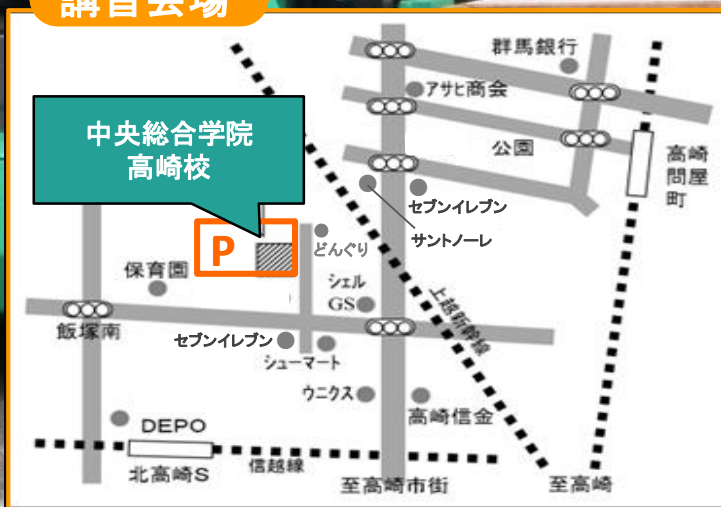 講習会場
群馬銀行
アサヒ商会
中央総合学院
高崎校
公園
高崎
問屋
町
セブンイレブン
サントノーレ
P
どんぐり
保育園
シェル
GS
上越新幹線
飯塚南
セブンイレブン
シューマート
ウニクス
高崎信金
DEPO
北高崎S
信越線
至高崎市街
至高崎